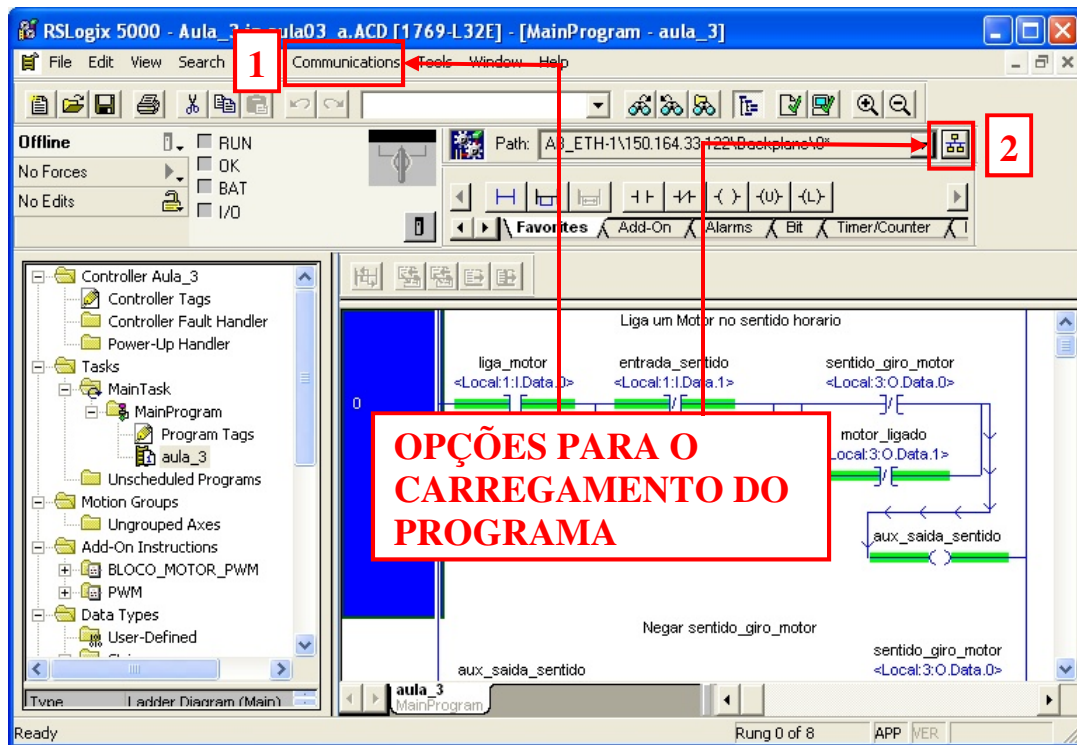 RSLogix 5000 - Aula_3 in aula03_a.ACD [1769-L32E] - [MainProgram - aula_3]
File Edit View Search Communications Tools Window Help
1
Offline
RUN
No Forces
OK
No Edits
BAT
I/O
Path: AB_ETH-1\150.164.33.122\Backplane\0*
2
Favorites Add-On Alarms Bit Timer/Counter
Controller Aula_3
Controller Tags
Controller Fault Handler
Power-Up Handler
Tasks
MainTask
MainProgram
Program Tags
aula_3
Unscheduled Programs
Motion Groups
Ungrouped Axes
Add-On Instructions
BLOCO_MOTOR_PWM
PWM
Data Types
User-Defined
Type Ladder Diagram (Main)
Liga um Motor no sentido horario
liga_motor entrada_sentido sentido_giro_motor
<Local:1:I.Data.0> <Local:1:I.Data.1> <Local:3:O.Data.0>
0
motor_ligado
Local:3:O.Data.1>
OPÇÕES PARA O
CARREGAMENTO DO
PROGRAMA
aux_saida_sentido
Negar sentido_giro_motor
sentido_giro_motor
aux_saida_sentido <Local:3:O.Data.0>
aula_3
MainProgram
Ready Rung 0 of 8 APP VER